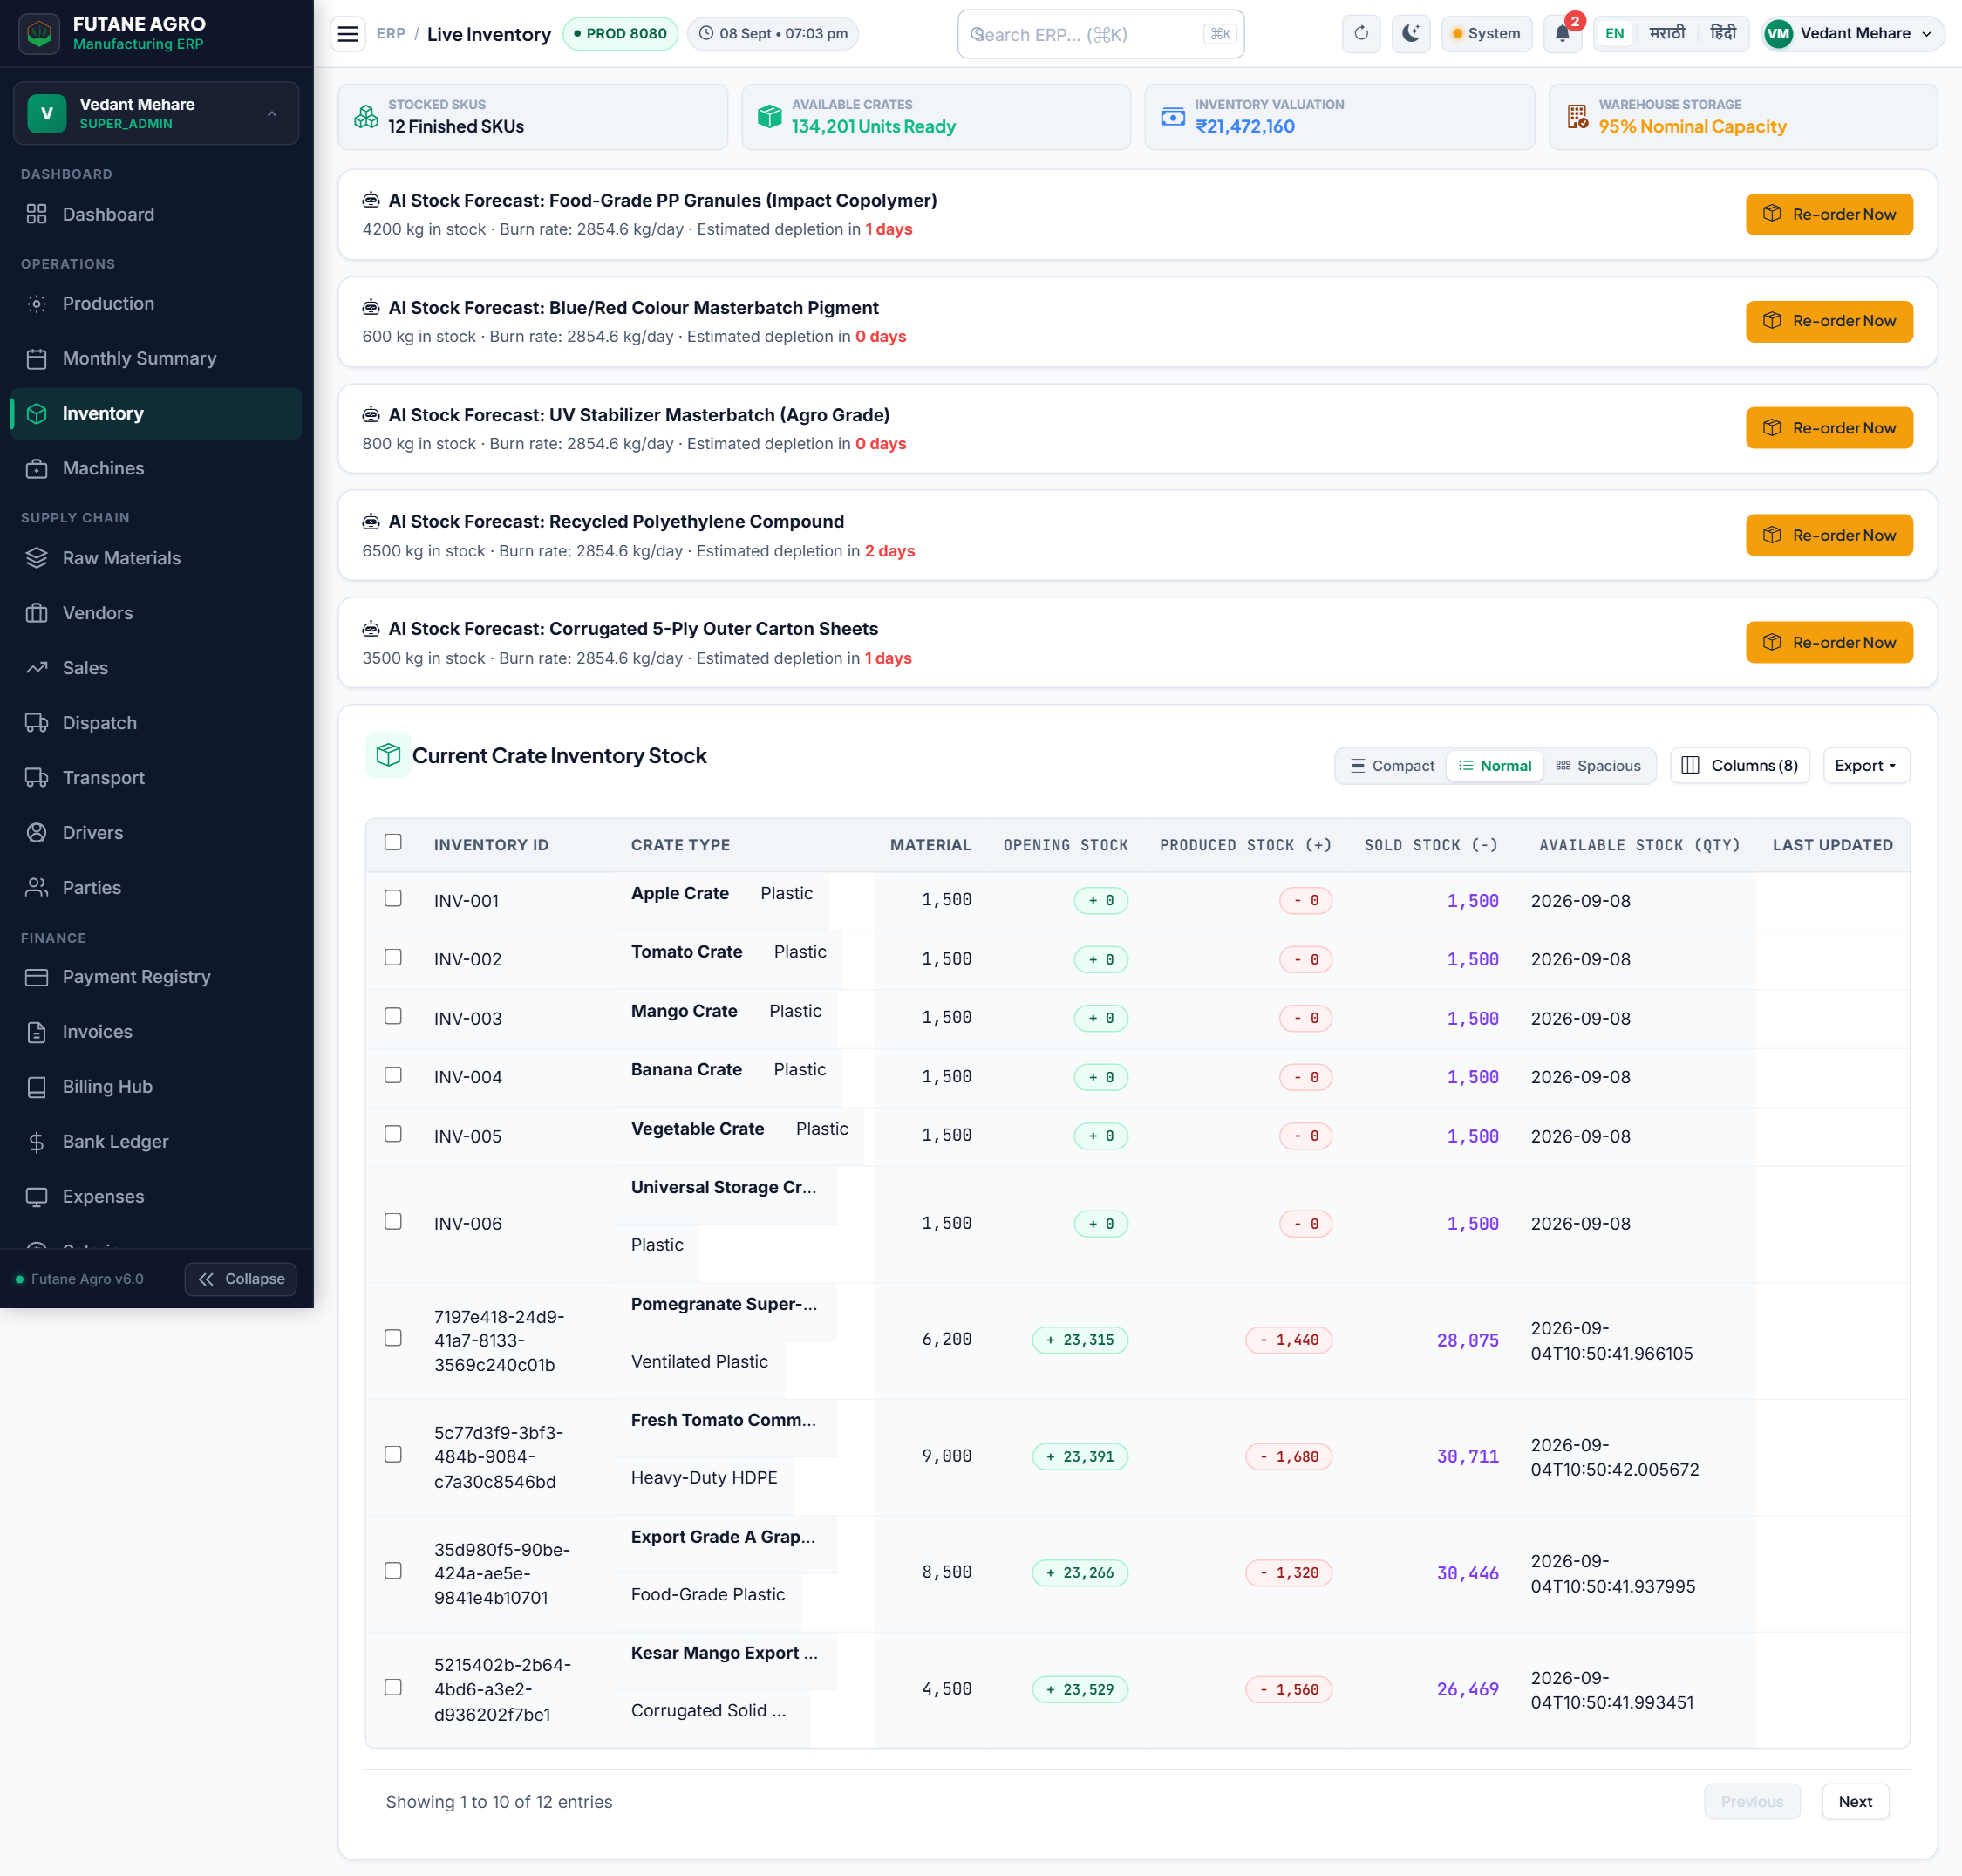 FUTANE AGRO
Manufacturing ERP
V
Vedant Mehare
SUPER_ADMIN
DASHBOARD
Dashboard
OPERATIONS
Production
Monthly Summary
Inventory
Machines
SUPPLY CHAIN
Raw Materials
Vendors
Sales
Dispatch
Transport
Drivers
Parties
FINANCE
Payment Registry
Invoices
Billing Hub
Bank Ledger
Expenses
Futane Agro v6.0
Collapse
ERP / Live Inventory
PROD 8080
08 Sept • 07:03 pm
Search ERP... (⌘K)
⌘K
System
2
EN
मराठी
हिंदी
VM
Vedant Mehare
STOCKED SKUS
12 Finished SKUs
AVAILABLE CRATES
134,201 Units Ready
INVENTORY VALUATION
₹21,472,160
WAREHOUSE STORAGE
95% Nominal Capacity
AI Stock Forecast: Food-Grade PP Granules (Impact Copolymer)
4200 kg in stock · Burn rate: 2854.6 kg/day · Estimated depletion in 1 days
Re-order Now
AI Stock Forecast: Blue/Red Colour Masterbatch Pigment
600 kg in stock · Burn rate: 2854.6 kg/day · Estimated depletion in 0 days
Re-order Now
AI Stock Forecast: UV Stabilizer Masterbatch (Agro Grade)
800 kg in stock · Burn rate: 2854.6 kg/day · Estimated depletion in 0 days
Re-order Now
AI Stock Forecast: Recycled Polyethylene Compound
6500 kg in stock · Burn rate: 2854.6 kg/day · Estimated depletion in 2 days
Re-order Now
AI Stock Forecast: Corrugated 5-Ply Outer Carton Sheets
3500 kg in stock · Burn rate: 2854.6 kg/day · Estimated depletion in 1 days
Re-order Now
Current Crate Inventory Stock
Compact
Normal
Spacious
Columns (8)
Export
INVENTORY ID CRATE TYPE MATERIAL OPENING STOCK PRODUCED STOCK (+) SOLD STOCK (-) AVAILABLE STOCK (QTY) LAST UPDATED
INV-001 Apple Crate Plastic 1,500 + 0 - 0 1,500 2026-09-08
INV-002 Tomato Crate Plastic 1,500 + 0 - 0 1,500 2026-09-08
INV-003 Mango Crate Plastic 1,500 + 0 - 0 1,500 2026-09-08
INV-004 Banana Crate Plastic 1,500 + 0 - 0 1,500 2026-09-08
INV-005 Vegetable Crate Plastic 1,500 + 0 - 0 1,500 2026-09-08
Universal Storage Cr...
INV-006 1,500 + 0 - 0 1,500 2026-09-08
Plastic
Pomegranate Super-...
7197e418-24d9-
41a7-8133-
3569c240c01b
Ventilated Plastic
6,200 + 23,315 - 1,440 28,075
2026-09-
04T10:50:41.966105
Fresh Tomato Comm...
5c77d3f9-3bf3-
484b-9084-
c7a30c8546bd
Heavy-Duty HDPE
9,000 + 23,391 - 1,680 30,711
2026-09-
04T10:50:42.005672
Export Grade A Grap...
35d980f5-90be-
424a-ae5e-
9841e4b10701
Food-Grade Plastic
8,500 + 23,266 - 1,320 30,446
2026-09-
04T10:50:41.937995
Kesar Mango Export ...
5215402b-2b64-
4bd6-a3e2-
d936202f7be1
Corrugated Solid ...
4,500 + 23,529 - 1,560 26,469
2026-09-
04T10:50:41.993451
Showing 1 to 10 of 12 entries
Previous
Next